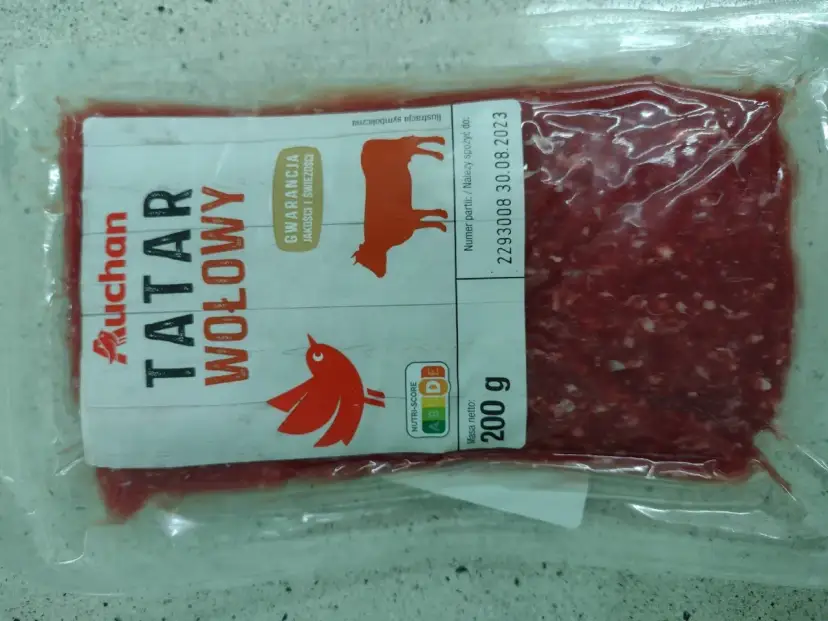 Auchan
TATAR
WOŁOWY
GWARANCJA
JAKOŚCI I ŚWIEŻOŚCI
Ilustracja symboliczna
NUTRI-SCORE
A B C D E
Numer partii: / Należy spożyć do:
2293008 30.08.2023
Masa netto:
200 g